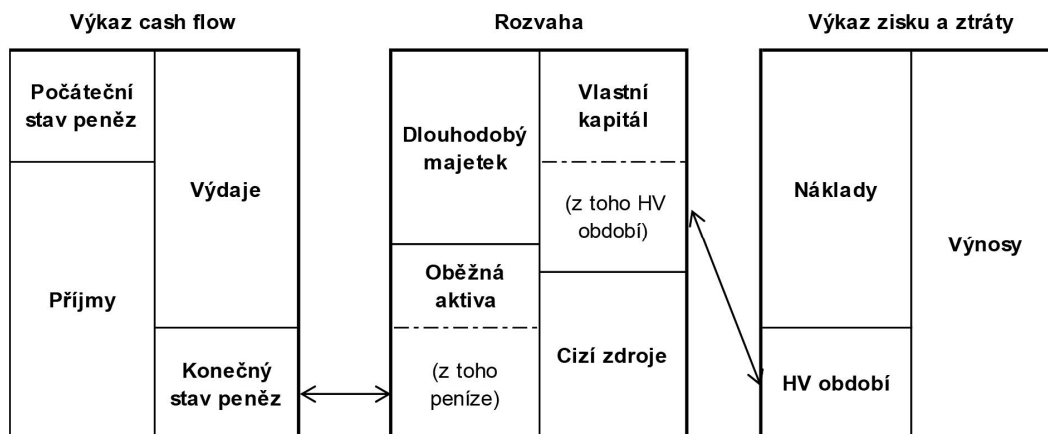 Výkaz cash flow
Počáteční
stav peněz
Výdaje
Příjmy
Konečný
stav peněz
Rozvaha
Dlouhodobý
majetek
Vlastní
kapitál
(z toho HV
období)
Oběžná
aktiva
(z toho
peníze)
Cizí zdroje
Výkaz zisku a ztráty
Náklady
Výnosy
HV období